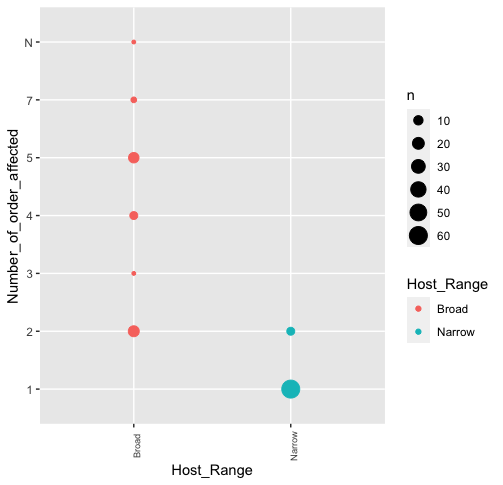 N
7
5
4
3
2
1
Number_of_order_affected
Broad
Narrow
Host_Range
n
10
20
30
40
50
60
Host_Range
Broad
Narrow